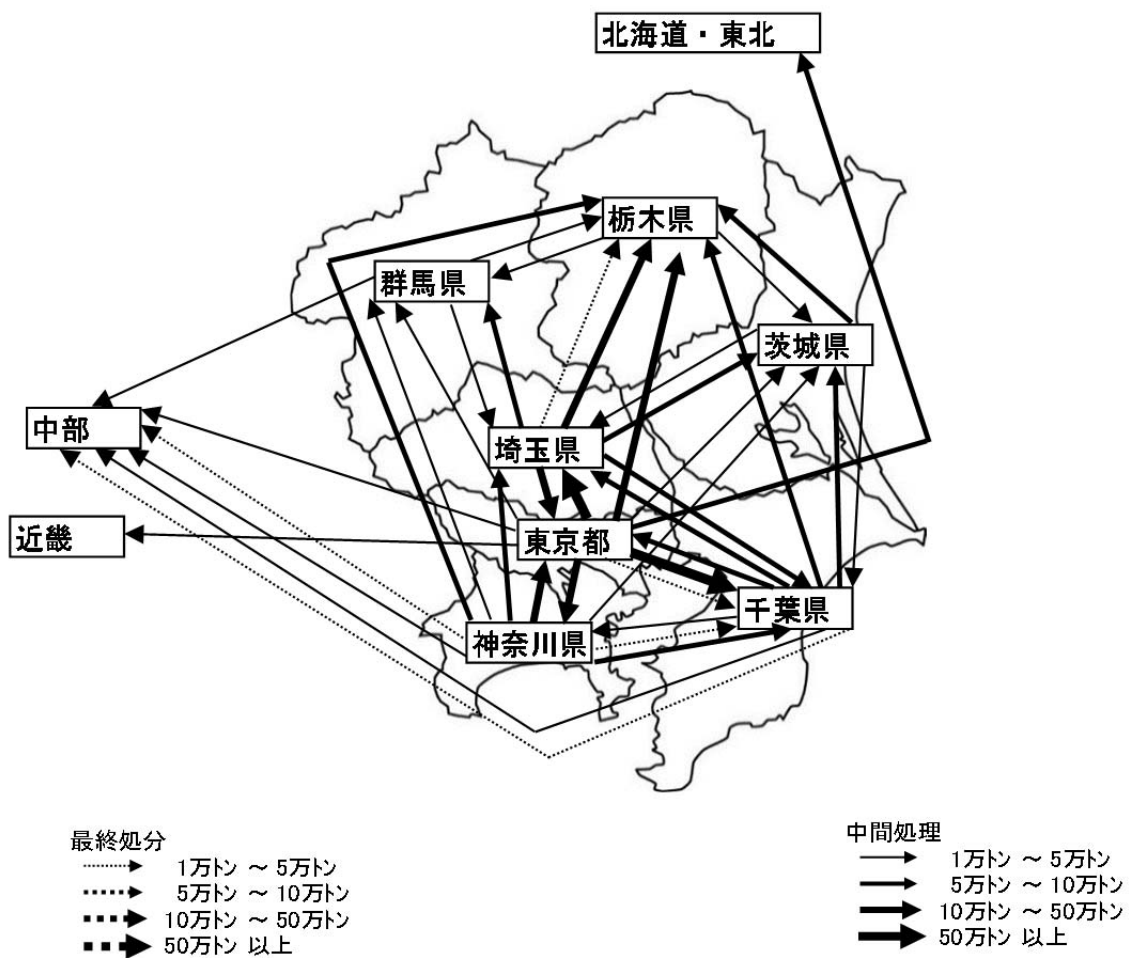 北海道・東北
栃木県
群馬県
茨城県
中部
埼玉県
近畿
東京都
千葉県
神奈川県
最終処分
1万トン ～ 5万トン
5万トン ～ 10万トン
10万トン ～ 50万トン
50万トン 以上
中間処理
1万トン ～ 5万トン
5万トン ～ 10万トン
10万トン ～ 50万トン
50万トン 以上